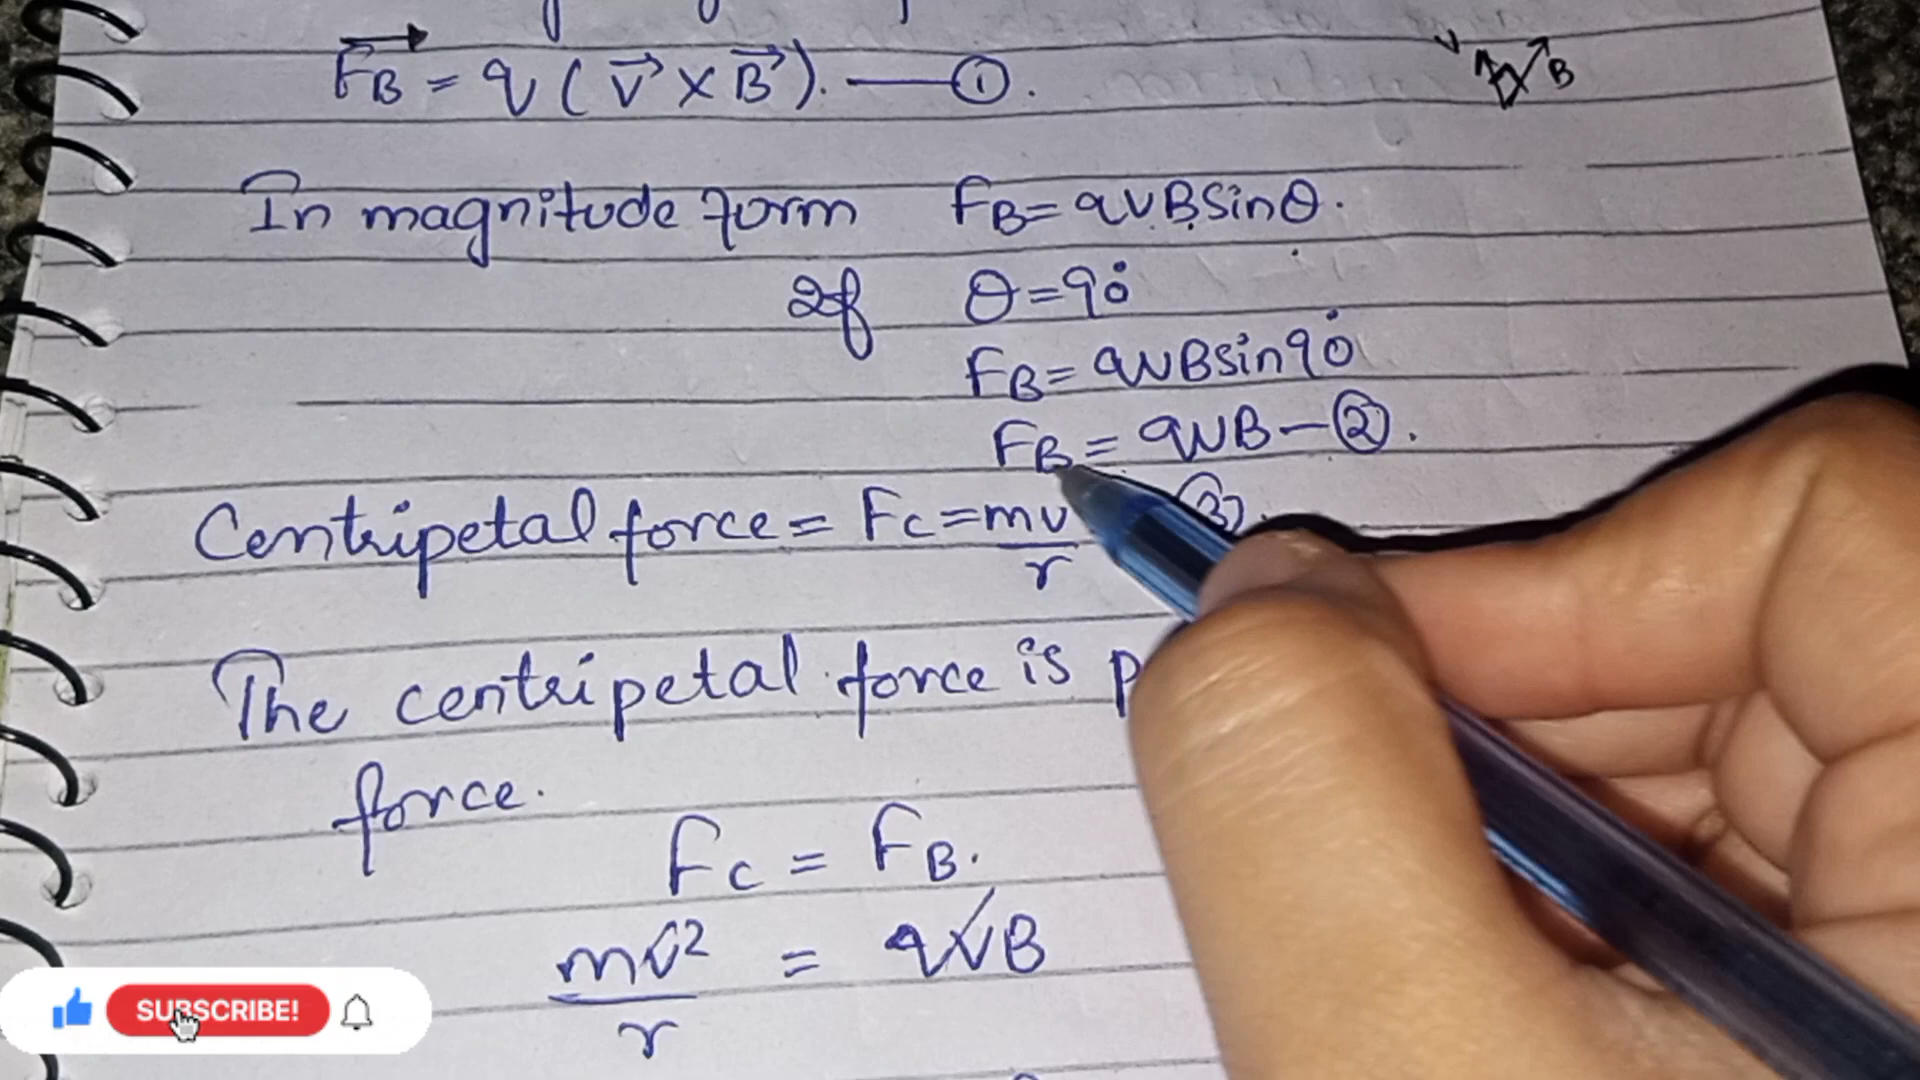 F⃗B = q ( v⃗ × B⃗ ). — ①.
v B
In magnitude form FB = qvBsinθ.
If θ = 90°
FB = qvBsin90°
FB = qvB — ②.
Centripetal force = Fc = mv/r ③.
The centripetal force is
force.
Fc = FB.
mv²/r = qvB
SUBSCRIBE!